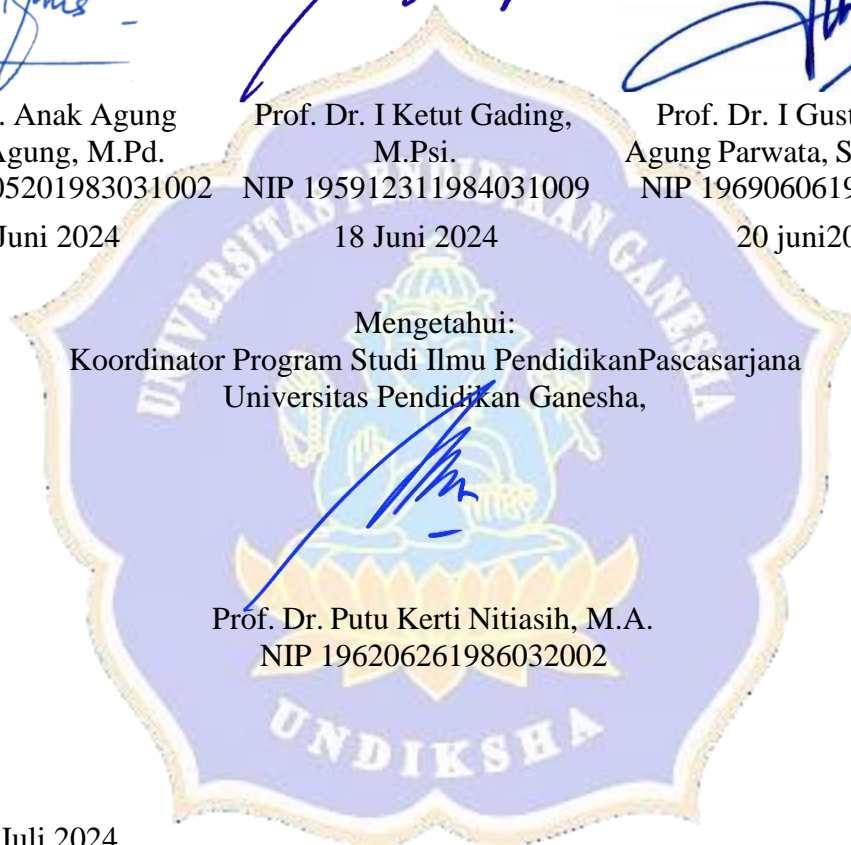 . Anak Agung
Agung, M.Pd.
05201983031002
Juni 2024
Prof. Dr. I Ketut Gading,
M.Psi.
NIP 195912311984031009
18 Juni 2024
Prof. Dr. I Gust
Agung Parwata, S
NIP 1969060619
20 juni20
UNIVERSITAS PENDIDIKAN GANESHA
Mengetahui:
Koordinator Program Studi Ilmu PendidikanPascasarjana
Universitas Pendidikan Ganesha,
Prof. Dr. Putu Kerti Nitiasih, M.A.
NIP 196206261986032002
UNDIKSHA
Juli 2024